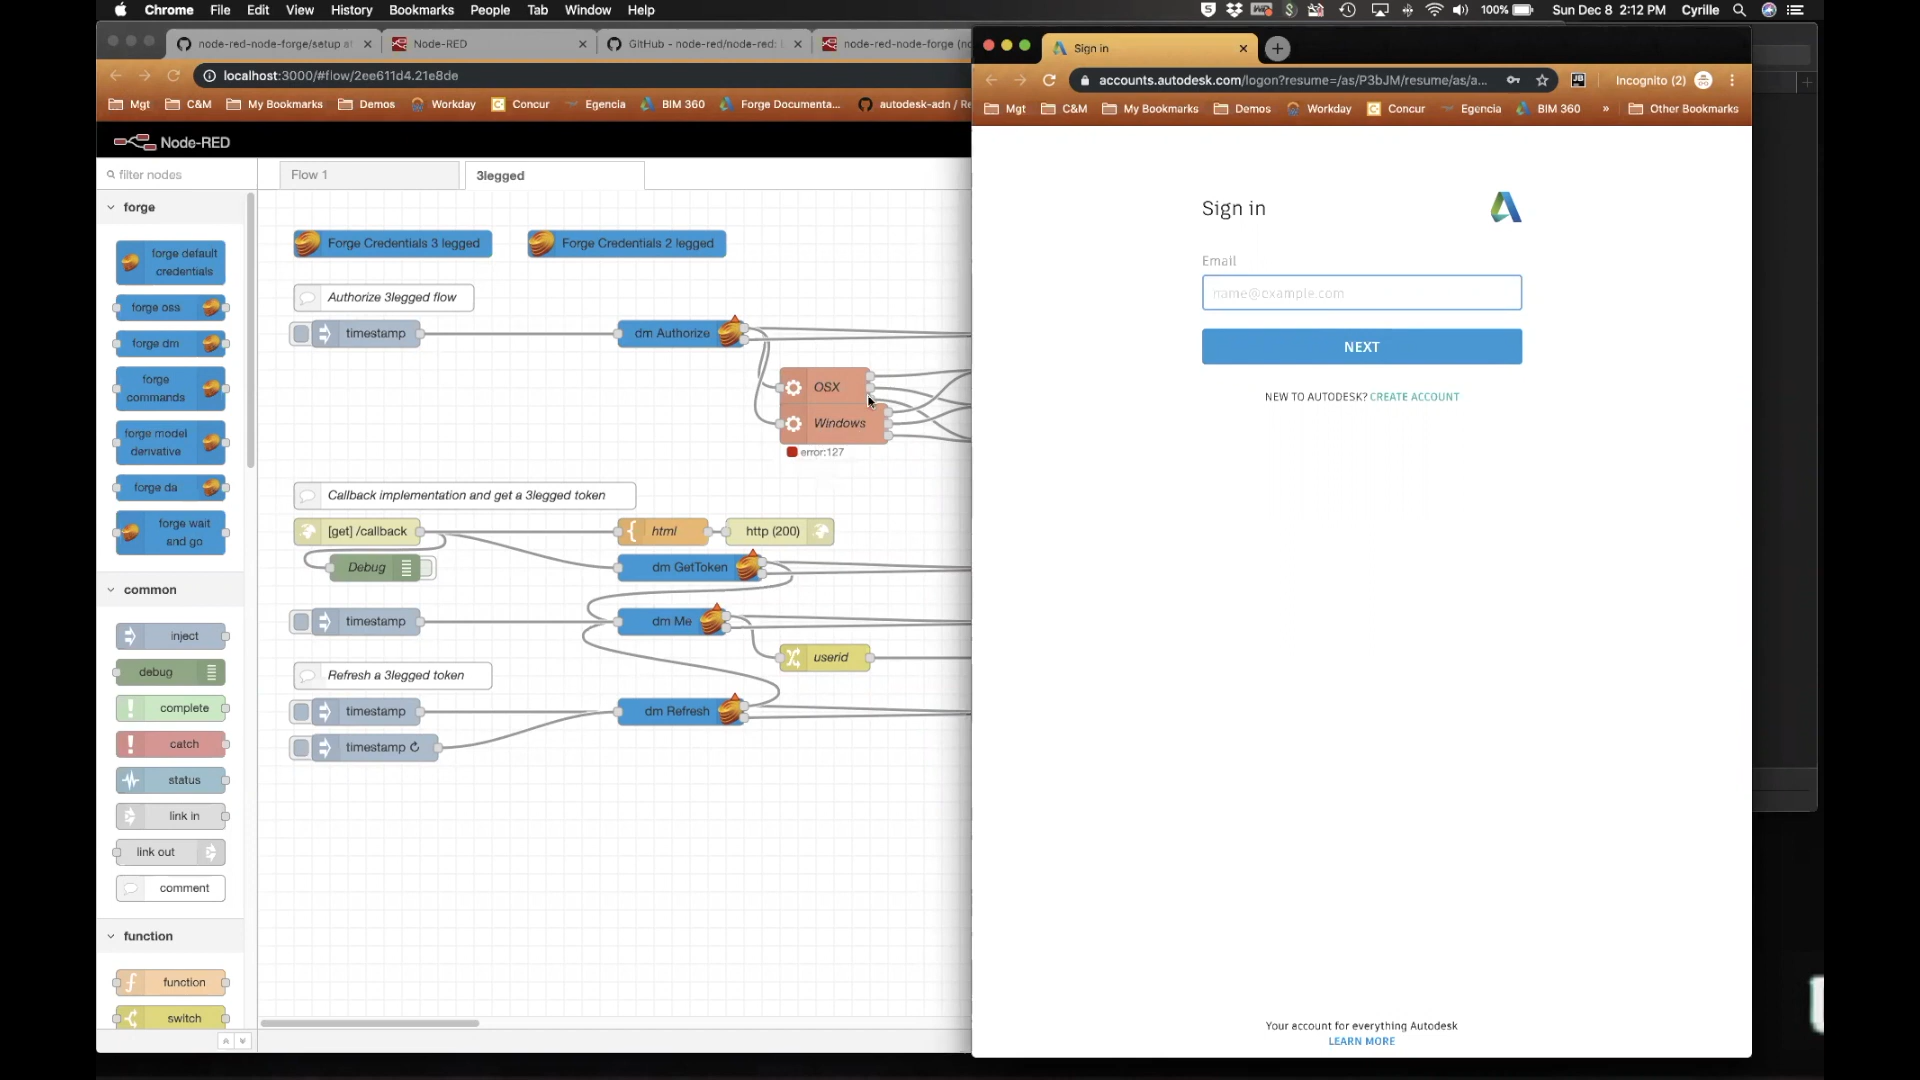 Chrome File Edit View History Bookmarks People Tab Window Help
100% Sun Dec 8 2:12 PM Cyrille
node-red-node-forge/setup at
Node-RED
GitHub - node-red/node-red:
node-red-node-forge (no
localhost:3000/#flow/2ee611d4.21e8de
Mgt C&M My Bookmarks Demos Workday Concur Egencia BIM 360 Forge Documenta... autodesk-adn / Re
Node-RED
filter nodes
Flow 1
3legged
forge
forge default
credentials
forge oss
forge dm
forge
commands
forge model
derivative
forge da
forge wait
and go
common
inject
debug
complete
catch
status
link in
link out
comment
function
function
switch
Forge Credentials 3 legged
Forge Credentials 2 legged
Authorize 3legged flow
timestamp
dm Authorize
OSX
Windows
error:127
Callback implementation and get a 3legged token
[get] /callback
html
http (200)
Debug
dm GetToken
timestamp
dm Me
userid
Refresh a 3legged token
timestamp
dm Refresh
timestamp ↻
Sign in
accounts.autodesk.com/logon?resume=/as/P3bJM/resume/as/a...
Incognito (2)
Mgt C&M My Bookmarks Demos Workday Concur Egencia BIM 360 » Other Bookmarks
Sign in
Email
name@example.com
NEXT
NEW TO AUTODESK? CREATE ACCOUNT
Your account for everything Autodesk
LEARN MORE